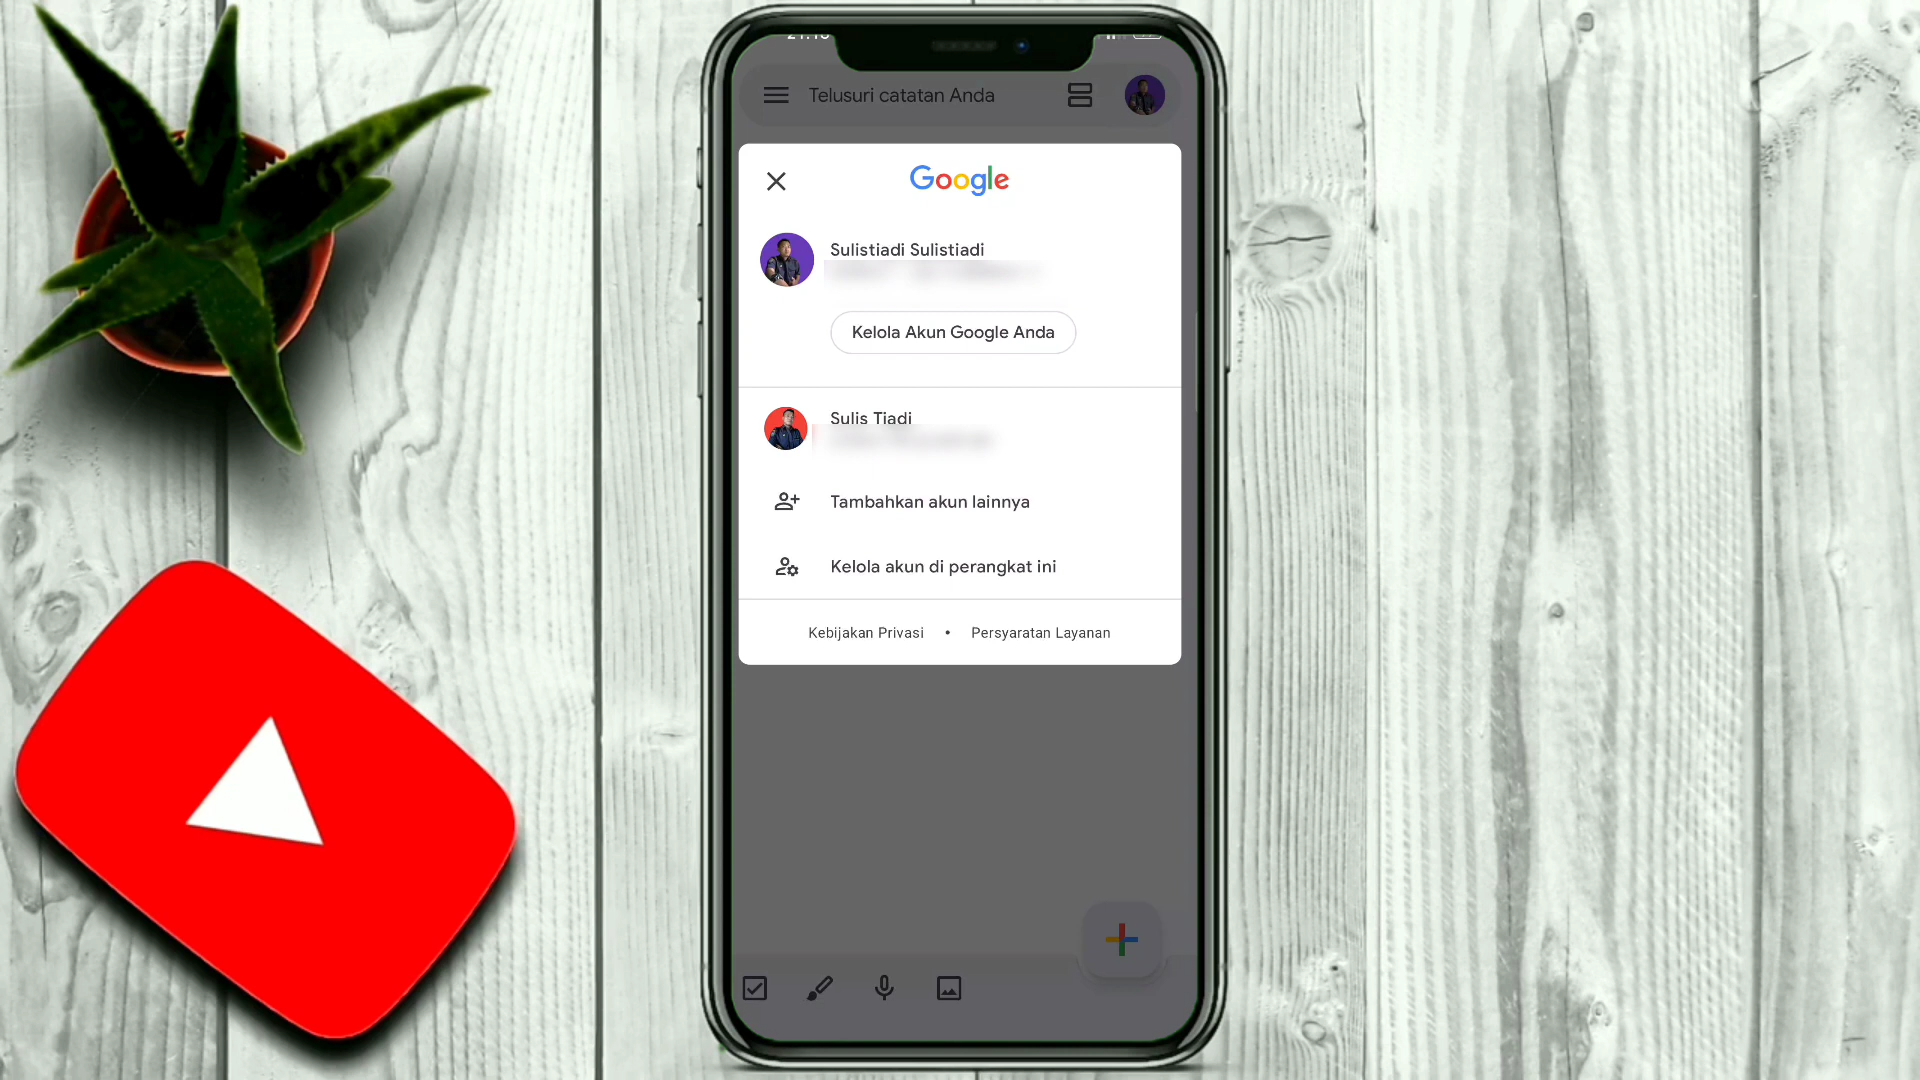 Telusuri catatan Anda
Google
Sulistiadi Sulistiadi
Kelola Akun Google Anda
Sulis Tiadi
Tambahkan akun lainnya
Kelola akun di perangkat ini
Kebijakan Privasi • Persyaratan Layanan